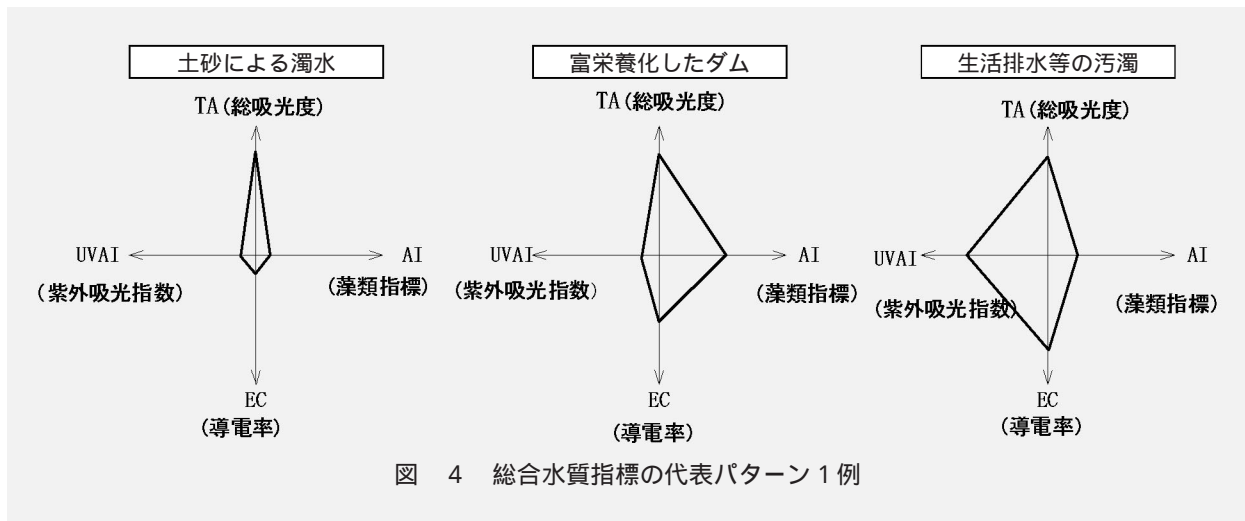 土砂による濁水
TA(総吸光度)
UVAI
(紫外吸光指数)
AI
(藻類指標)
EC
(導電率)
富栄養化したダム
TA(総吸光度)
UVAI
(紫外吸光指数)
AI
(藻類指標)
EC
(導電率)
生活排水等の汚濁
TA(総吸光度)
UVAI
(紫外吸光指数)
AI
(藻類指標)
EC
(導電率)
図 4 総合水質指標の代表パターン1例